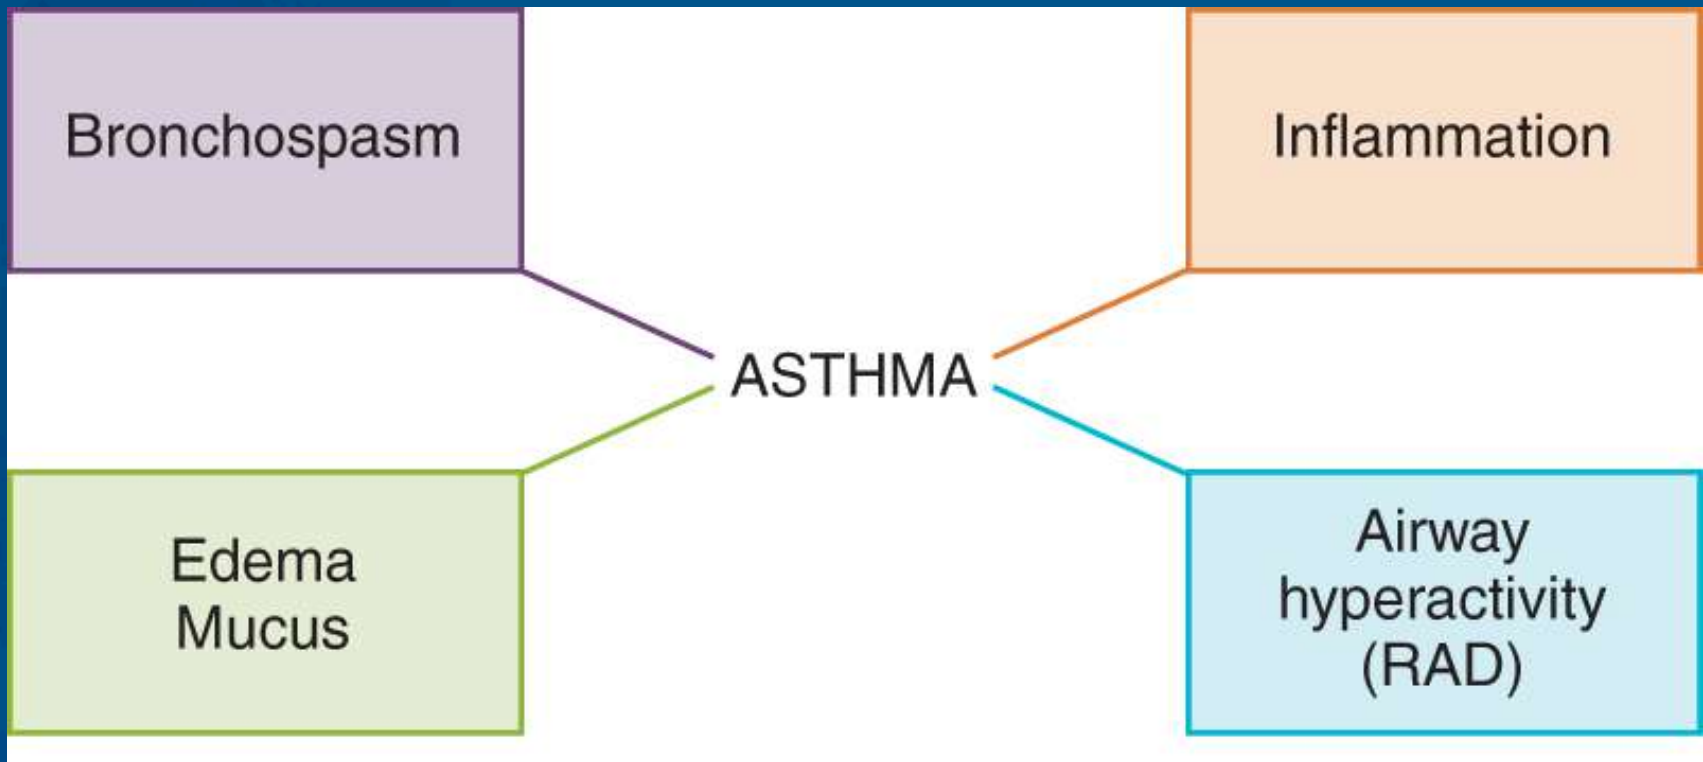 Bronchospasm
Inflammation
ASTHMA
Edema
Mucus
Airway
hyperactivity
(RAD)